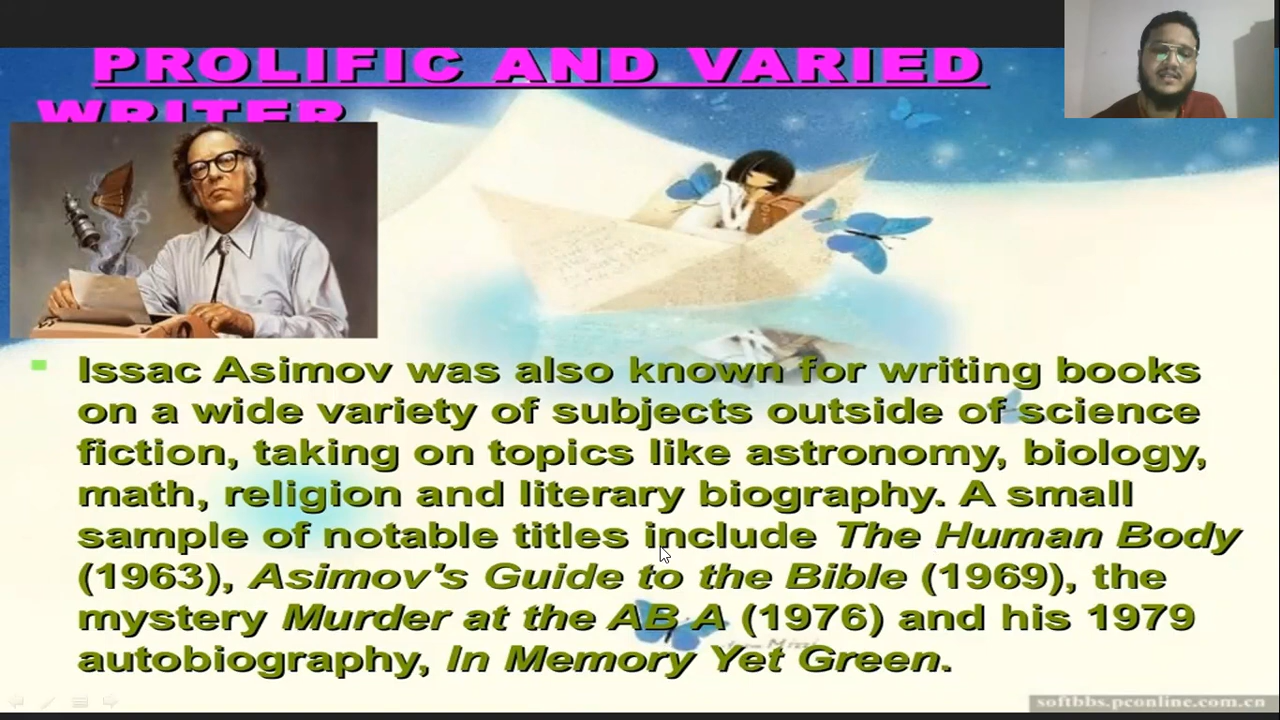 PROLIFIC AND VARIED
WRITER
Issac Asimov was also known for writing books
on a wide variety of subjects outside of science
fiction, taking on topics like astronomy, biology,
math, religion and literary biography. A small
sample of notable titles include The Human Body
(1963), Asimov's Guide to the Bible (1969), the
mystery Murder at the AB A (1976) and his 1979
autobiography, In Memory Yet Green.
softbbs.pconline.com.cn